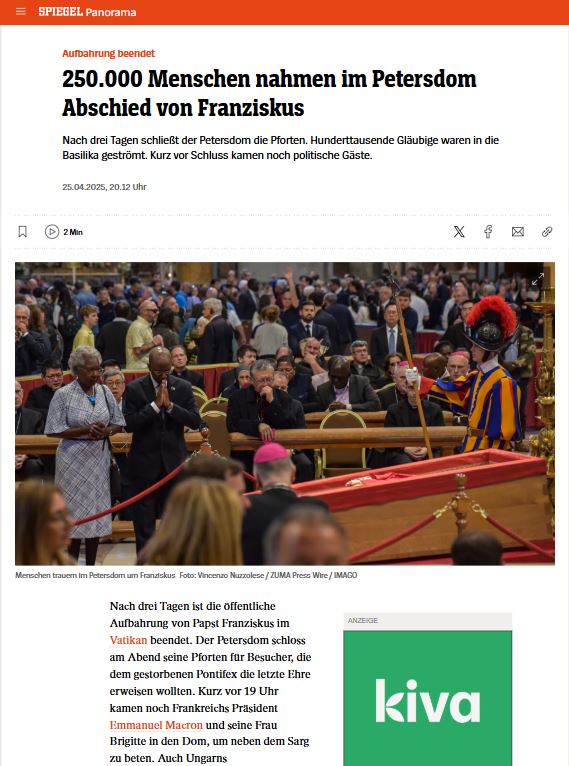 SPIEGEL Panorama
Aufbahrung beendet
250.000 Menschen nahmen im Petersdom
Abschied von Franziskus
Nach drei Tagen schließt der Petersdom die Pforten. Hunderttausende Gläubige waren in die
Basilika geströmt. Kurz vor Schluss kamen noch politische Gäste.
25.04.2025, 20.12 Uhr
2 Min
Menschen trauern im Petersdom um Franziskus Foto: Vincenzo Nuzzolese / ZUMA Press Wire / IMAGO
Nach drei Tagen ist die öffentliche
Aufbahrung von Papst Franziskus im
Vatikan beendet. Der Petersdom schloss
am Abend seine Pforten für Besucher, die
dem gestorbenen Pontifex die letzte Ehre
erweisen wollten. Kurz vor 19 Uhr
kamen noch Frankreichs Präsident
Emmanuel Macron und seine Frau
Brigitte in den Dom, um neben dem Sarg
zu beten. Auch Ungarns
ANZEIGE
kiva